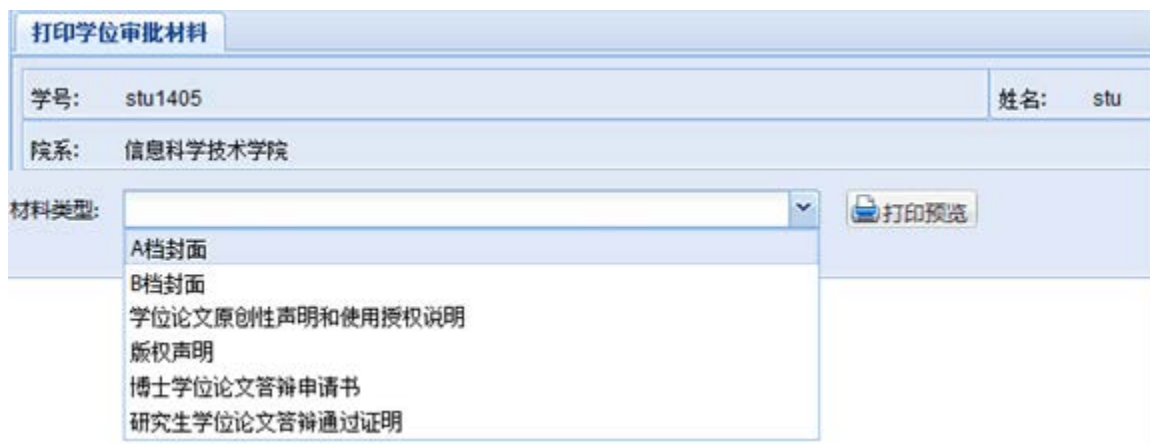 打印学位审批材料
学号: stu1405 姓名: stu
院系: 信息科学技术学院
材料类型: 打印预览
A档封面
B档封面
学位论文原创性声明和使用授权说明
版权声明
博士学位论文答辩申请书
研究生学位论文答辩通过证明